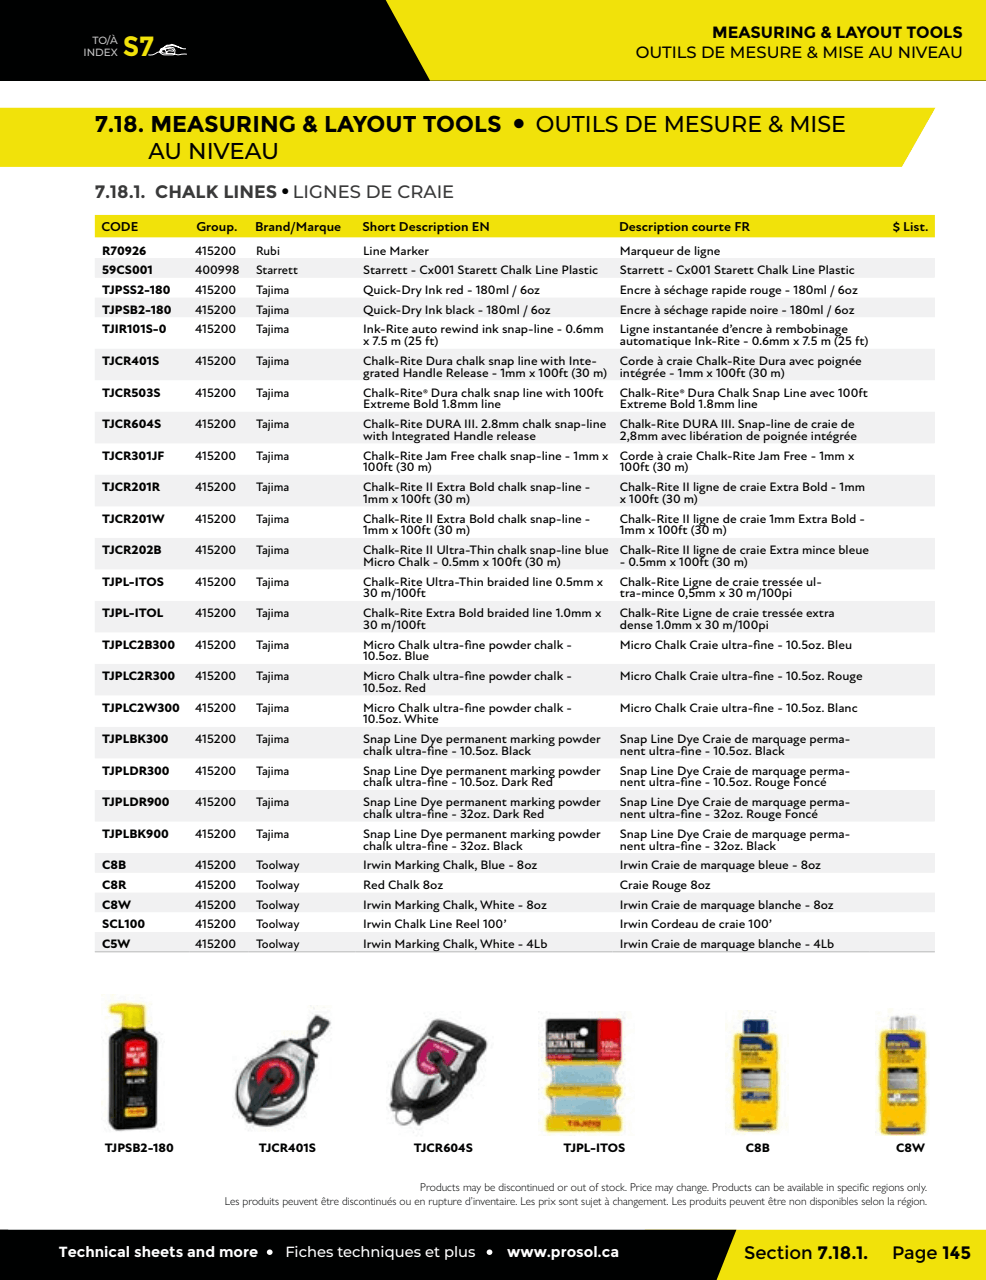 TO/À
INDEX S7
MEASURING & LAYOUT TOOLS
OUTILS DE MESURE & MISE AU NIVEAU
7.18. MEASURING & LAYOUT TOOLS • OUTILS DE MESURE & MISE
AU NIVEAU
7.18.1. CHALK LINES • LIGNES DE CRAIE
CODE Group. Brand/Marque Short Description EN Description courte FR $ List.
R70926 415200 Rubi Line Marker Marqueur de ligne
59CS001 400998 Starrett Starrett - Cx001 Starett Chalk Line Plastic Starrett - Cx001 Starett Chalk Line Plastic
TJPSS2-180 415200 Tajima Quick-Dry Ink red - 180ml / 6oz Encre à séchage rapide rouge - 180ml / 6oz
TJPSB2-180 415200 Tajima Quick-Dry Ink black - 180ml / 6oz Encre à séchage rapide noire - 180ml / 6oz
TJIR101S-0 415200 Tajima Ink-Rite auto rewind ink snap-line - 0.6mm Ligne instantanée d'encre à rembobinage
x 7.5 m (25 ft) automatique Ink-Rite - 0.6mm x 7.5 m (25 ft)
TJCR401S 415200 Tajima Chalk-Rite Dura chalk snap line with Inte- Corde à craie Chalk-Rite Dura avec poignée
grated Handle Release - 1mm x 100ft (30 m) intégrée - 1mm x 100ft (30 m)
TJCR503S 415200 Tajima Chalk-Rite® Dura chalk snap line with 100ft Chalk-Rite® Dura Chalk Snap Line avec 100ft
Extreme Bold 1.8mm line Extreme Bold 1.8mm line
TJCR604S 415200 Tajima Chalk-Rite DURA III. 2.8mm chalk snap-line Chalk-Rite DURA III. Snap-line de craie de
with Integrated Handle release 2,8mm avec libération de poignée intégrée
TJCR301JF 415200 Tajima Chalk-Rite Jam Free chalk snap-line - 1mm x Corde à craie Chalk-Rite Jam Free - 1mm x
100ft (30 m) 100ft (30 m)
TJCR201R 415200 Tajima Chalk-Rite II Extra Bold chalk snap-line - Chalk-Rite II ligne de craie Extra Bold - 1mm
1mm x 100ft (30 m) x 100ft (30 m)
TJCR201W 415200 Tajima Chalk-Rite II Extra Bold chalk snap-line - Chalk-Rite II ligne de craie 1mm Extra Bold -
1mm x 100ft (30 m) 1mm x 100ft (30 m)
TJCR202B 415200 Tajima Chalk-Rite II Ultra-Thin chalk snap-line blue Chalk-Rite II ligne de craie Extra mince bleue
Micro Chalk - 0.5mm x 100ft (30 m) - 0.5mm x 100ft (30 m)
TJPL-ITOS 415200 Tajima Chalk-Rite Ultra-Thin braided line 0.5mm x Chalk-Rite Ligne de craie tressée ul-
30 m/100ft tra-mince 0,5mm x 30 m/100pi
TJPL-ITOL 415200 Tajima Chalk-Rite Extra Bold braided line 1.0mm x Chalk-Rite Ligne de craie tressée extra
30 m/100ft dense 1.0mm x 30 m/100pi
TJPLC2B300 415200 Tajima Micro Chalk ultra-fine powder chalk - Micro Chalk Craie ultra-fine - 10.5oz. Bleu
10.5oz. Blue
TJPLC2R300 415200 Tajima Micro Chalk ultra-fine powder chalk - Micro Chalk Craie ultra-fine - 10.5oz. Rouge
10.5oz. Red
TJPLC2W300 415200 Tajima Micro Chalk ultra-fine powder chalk - Micro Chalk Craie ultra-fine - 10.5oz. Blanc
10.5oz. White
TJPLBK300 415200 Tajima Snap Line Dye permanent marking powder Snap Line Dye Craie de marquage perma-
chalk ultra-fine - 10.5oz. Black nent ultra-fine - 10.5oz. Black
TJPLDR300 415200 Tajima Snap Line Dye permanent marking powder Snap Line Dye Craie de marquage perma-
chalk ultra-fine - 10.5oz. Dark Red nent ultra-fine - 10.5oz. Rouge Foncé
TJPLDR900 415200 Tajima Snap Line Dye permanent marking powder Snap Line Dye Craie de marquage perma-
chalk ultra-fine - 32oz. Dark Red nent ultra-fine - 32oz. Rouge Foncé
TJPLBK900 415200 Tajima Snap Line Dye permanent marking powder Snap Line Dye Craie de marquage perma-
chalk ultra-fine - 32oz. Black nent ultra-fine - 32oz. Black
C8B 415200 Toolway Irwin Marking Chalk, Blue - 8oz Irwin Craie de marquage bleue - 8oz
C8R 415200 Toolway Red Chalk 8oz Craie Rouge 8oz
C8W 415200 Toolway Irwin Marking Chalk, White - 8oz Irwin Craie de marquage blanche - 8oz
SCL100 415200 Toolway Irwin Chalk Line Reel 100' Irwin Cordeau de craie 100'
C5W 415200 Toolway Irwin Marking Chalk, White - 4Lb Irwin Craie de marquage blanche - 4Lb
BLACK
CHALK-RITE
ULTRA THIN 100
TAJIMA
IRWIN
IRWIN
TJPSB2-180 TJCR401S TJCR604S TJPL-ITOS C8B C8W
Products may be discontinued or out of stock. Price may change. Products can be available in specific regions only.
Les produits peuvent être discontinués ou en rupture d'inventaire. Les prix sont sujet à changement. Les produits peuvent être non disponibles selon la région.
Technical sheets and more • Fiches techniques et plus • www.prosol.ca
Section 7.18.1. Page 145